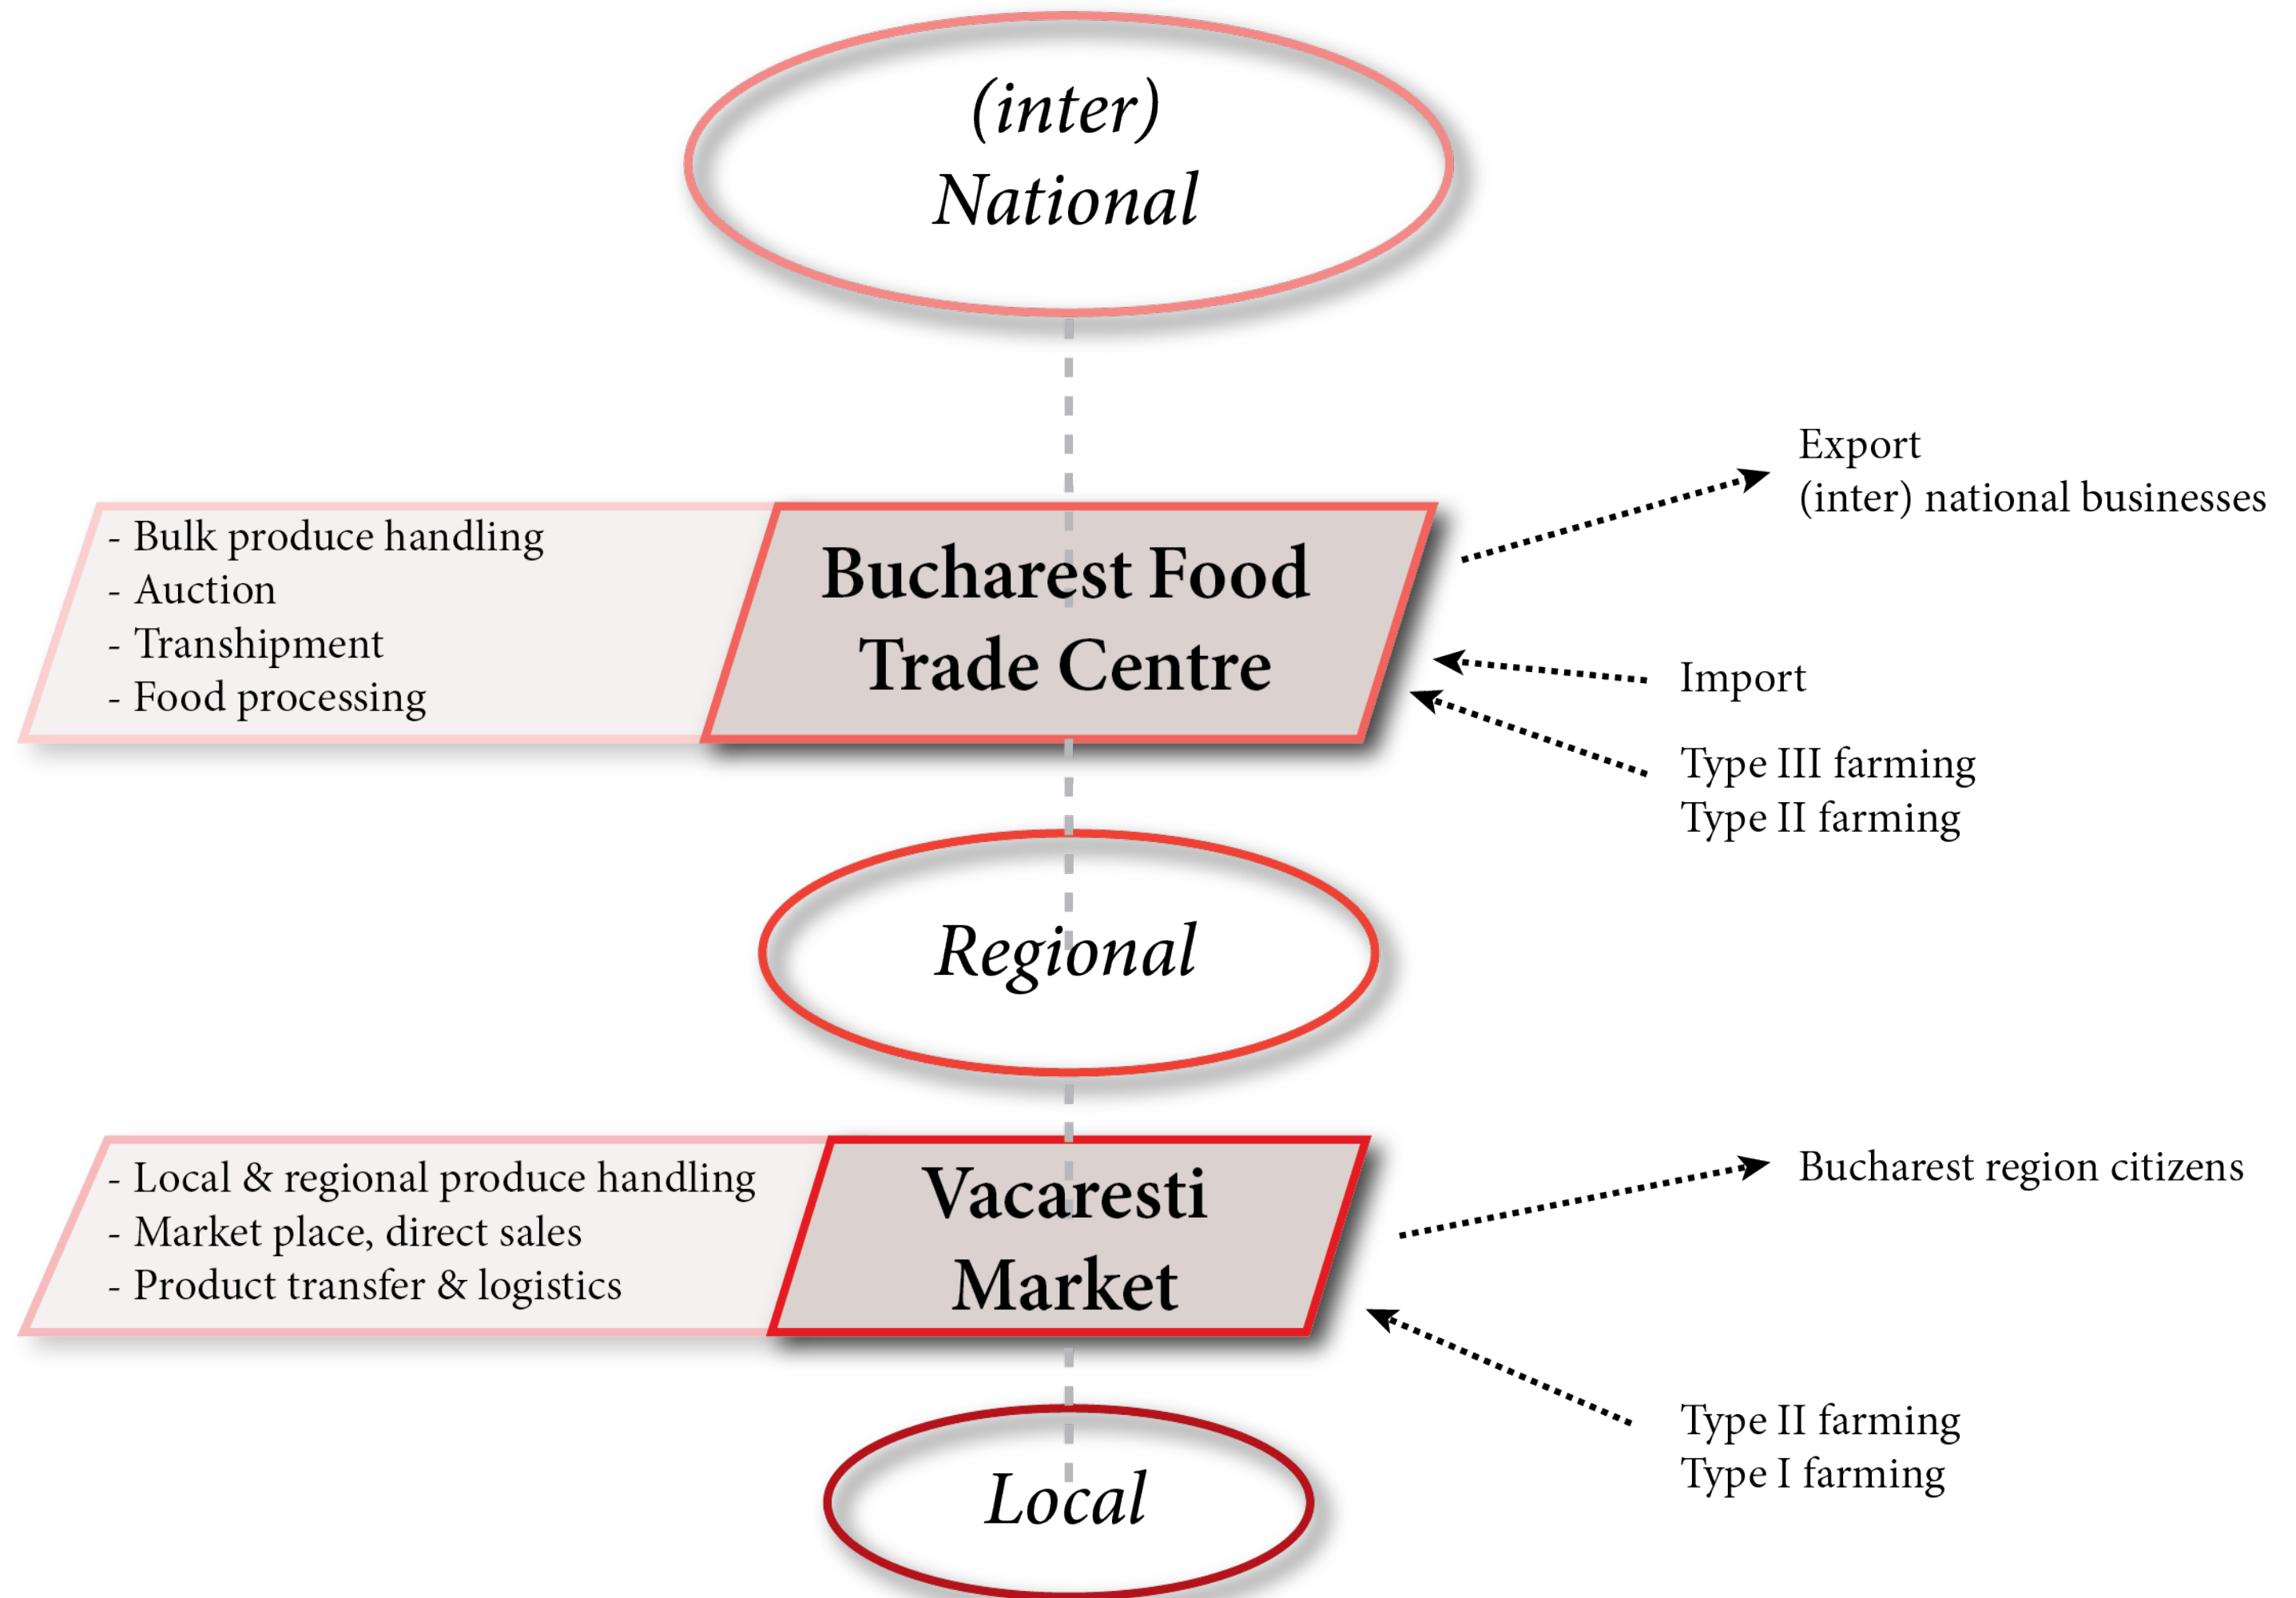 (inter)
National
Export
(inter) national businesses
- Bulk produce handling
- Auction
- Transhipment
- Food processing
Bucharest Food
Trade Centre
Import
Type III farming
Type II farming
Regional
- Local & regional produce handling
- Market place, direct sales
- Product transfer & logistics
Vacaresti
Market
Bucharest region citizens
Type II farming
Type I farming
Local